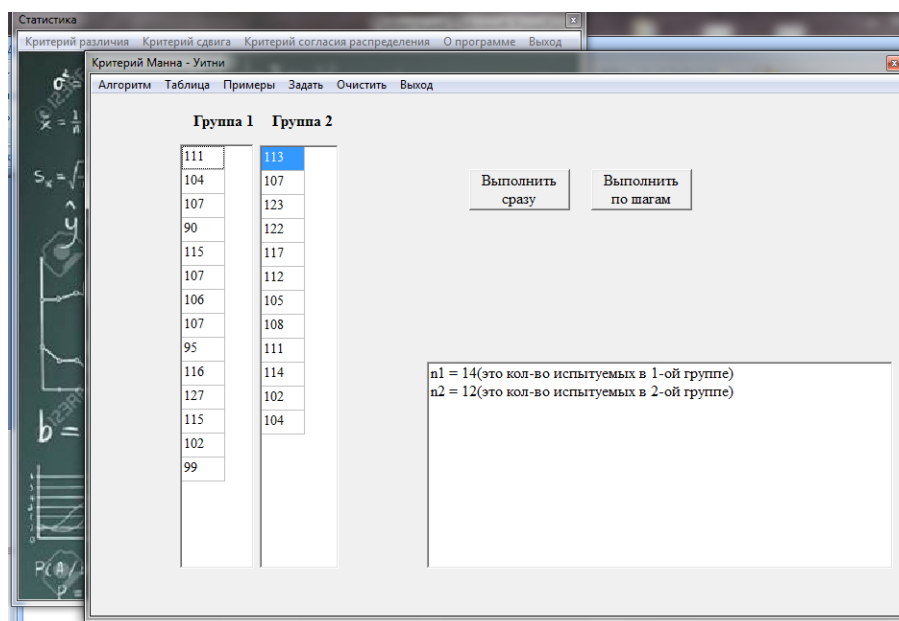 Статистика
Критерий различия Критерий сдвига Критерий согласия распределения О программе Выход
Критерий Манна - Уитни
Алгоритм Таблица Примеры Задать Очистить Выход
Группа 1 Группа 2
111 113
104 107
107 123
90 122
115 117
107 112
106 105
107 108
95 111
116 114
127 102
115 104
102
99
Выполнить сразу
Выполнить по шагам
n1 = 14(это кол-во испытуемых в 1-ой группе)
n2 = 12(это кол-во испытуемых в 2-ой группе)